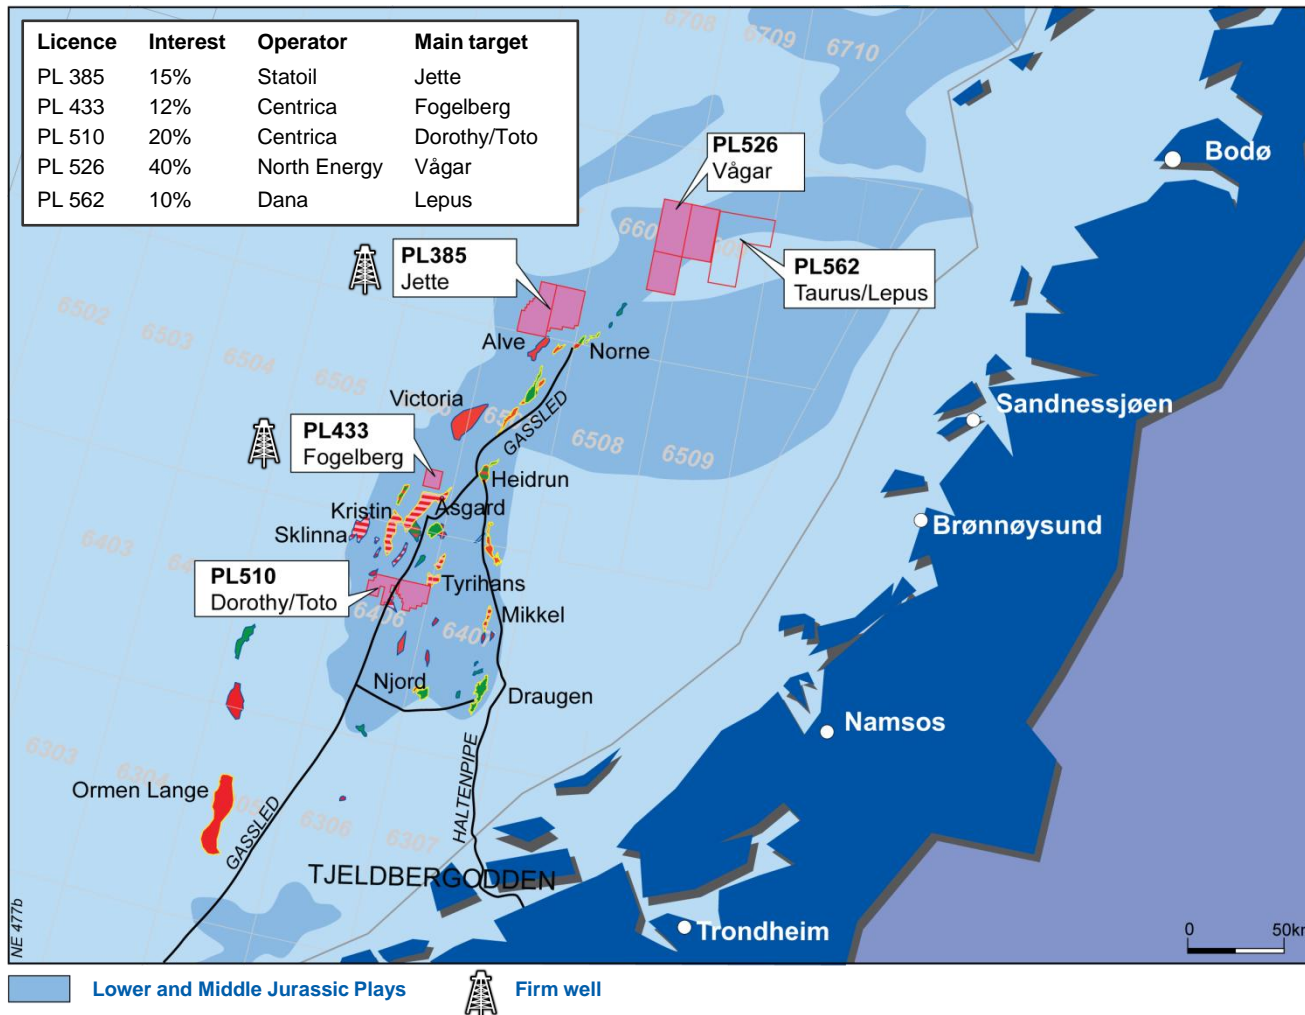 Licence Interest Operator Main target
PL 385 15% Statoil Jette
PL 433 12% Centrica Fogelberg
PL 510 20% Centrica Dorothy/Toto
PL 526 40% North Energy Vågar
PL 562 10% Dana Lepus
6708
6709
6710
Bodø
PL526
Vågar
PL385
Jette
PL562
Taurus/Lepus
6502
6503
6504
6505
Alve
Norne
Victoria
GASSLED
6508
6509
Sandnessjøen
PL433
Fogelberg
Heidrun
Kristin
Åsgard
Sklinna
6403
Brønnøysund
PL510
Dorothy/Toto
Tyrihans
6406
Mikkel
Njord
Draugen
Namsos
6303
6304
Ormen Lange
6306
6307
GASSLED
HALTENPIPE
TJELDBERGODDEN
Trondheim
0 50km
NE 477b
Lower and Middle Jurassic Plays
Firm well